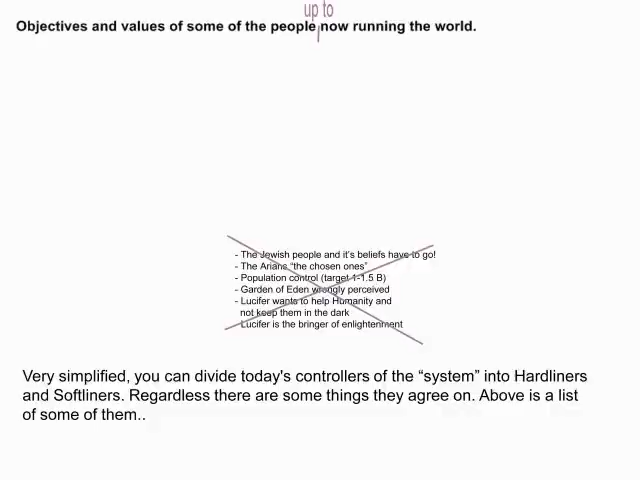 up to
Objectives and values of some of the people now running the world.
- The Jewish people and it's beliefs have to go!
- The Arians “the chosen ones”
- Population control (target 1-1.5 B)
- Garden of Eden wrongly perceived
- Lucifer wants to help Humanity and
not keep them in the dark
- Lucifer is the bringer of enlightenment
Very simplified, you can divide today's controllers of the “system” into Hardliners
and Softliners. Regardless there are some things they agree on. Above is a list
of some of them..